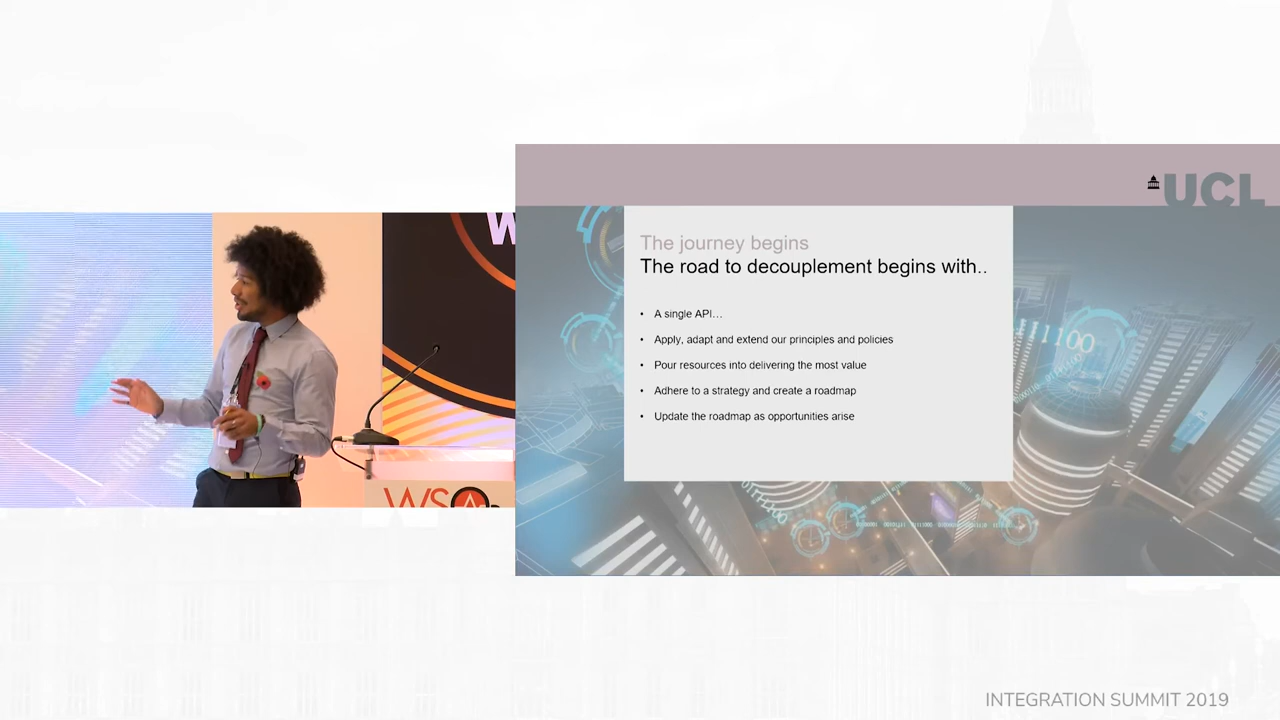 UCL
W
The journey begins
The road to decouplement begins with..
• A single API…
• Apply, adapt and extend our principles and policies
• Pour resources into delivering the most value
• Adhere to a strategy and create a roadmap
• Update the roadmap as opportunities arise
WSO2
INTEGRATION SUMMIT 2019